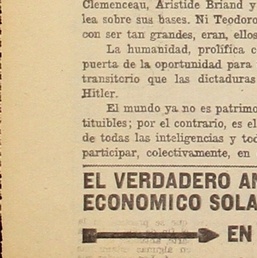 Clemenceau, Aristide Briand y
lea sobre sus bases. Ni Teodoro
con ser tan grandes, eran, ellos
La humanidad, prolífica c
puerta de la oportunidad para
transitorio que las dictaduras
Hitler.
El mundo ya no es patrimo
tituibles; por el contrario, es el
de todas las inteligencias y tod
participar, colectivamente, en
EL VERDADERO AN
ECONOMICO SOLA
EN